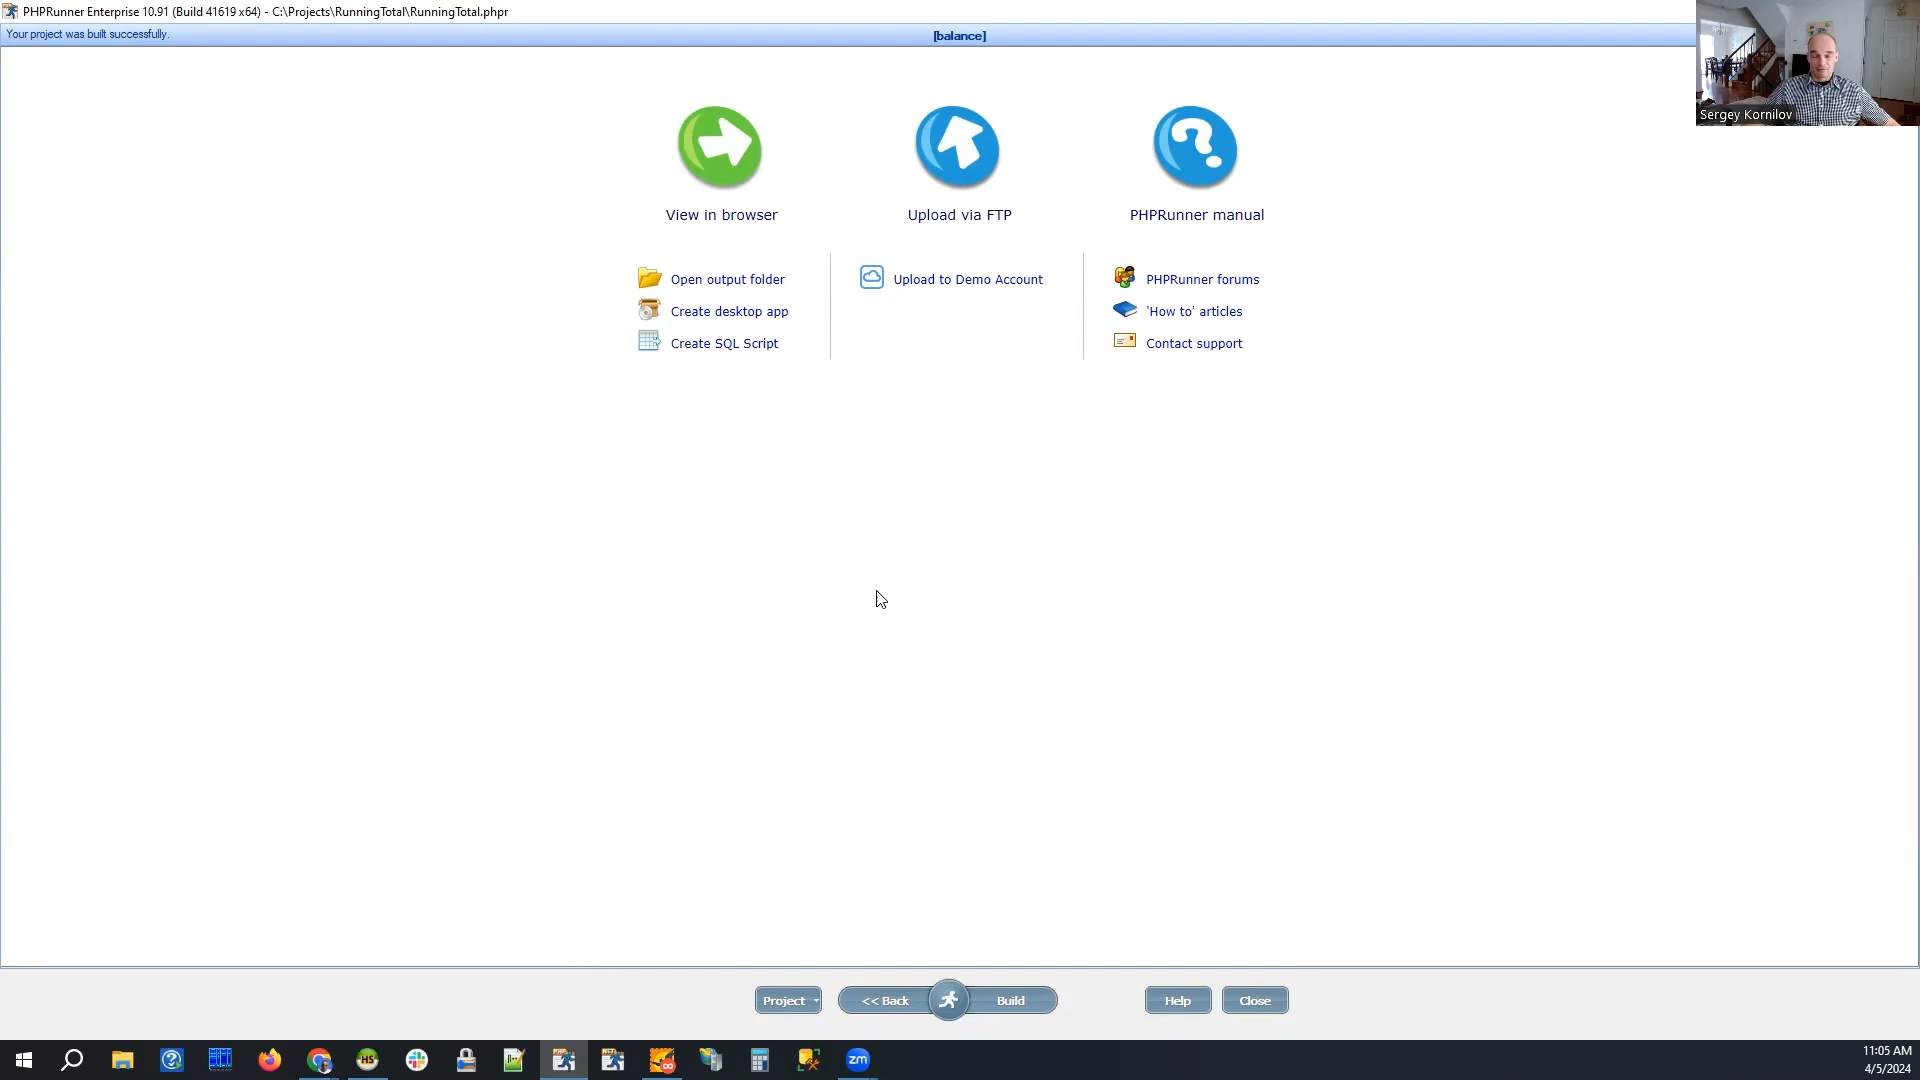 PHPRunner Enterprise 10.91 (Build 41619 x64) - C:\Projects\RunningTotal\RunningTotal.phpr
Your project was built successfully.
[balance]
Sergey Kornilov
View in browser
Upload via FTP
PHPRunner manual
Open output folder
Create desktop app
Create SQL Script
Upload to Demo Account
PHPRunner forums
'How to' articles
Contact support
Project
<< Back
Build
Help
Close
HS
zm
11:05 AM
4/5/2024